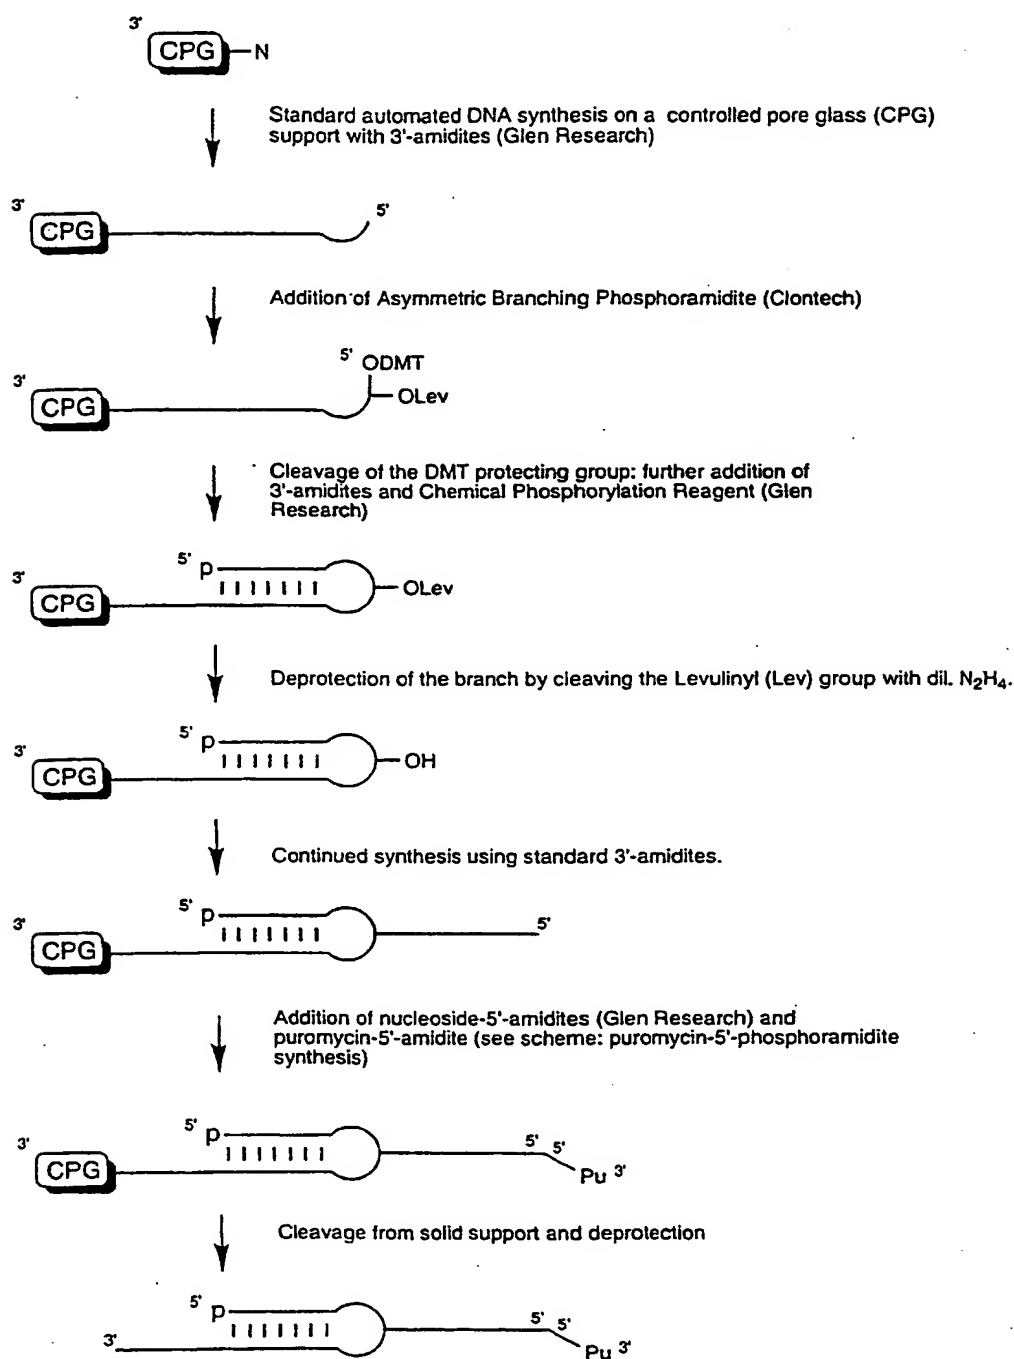 3'
CPG N
Standard automated DNA synthesis on a controlled pore glass (CPG)
support with 3'-amidites (Glen Research)
3' 5'
CPG
Addition of Asymmetric Branching Phosphoramidite (Clontech)
5' ODMT
3' OLev
CPG
Cleavage of the DMT protecting group: further addition of
3'-amidites and Chemical Phosphorylation Reagent (Glen
Research)
5' p
3' OLev
CPG
Deprotection of the branch by cleaving the Levulinyl (Lev) group with dil. N₂H₄.
5' p
3' OH
CPG
Continued synthesis using standard 3'-amidites.
5' p
3' 5'
CPG
Addition of nucleoside-5'-amidites (Glen Research) and
puromycin-5'-amidite (see scheme: puromycin-5'-phosphoramidite
synthesis)
5' p
3' 5' 5'
CPG Pu 3'
Cleavage from solid support and deprotection
5' p 5' 5'
3' Pu 3'